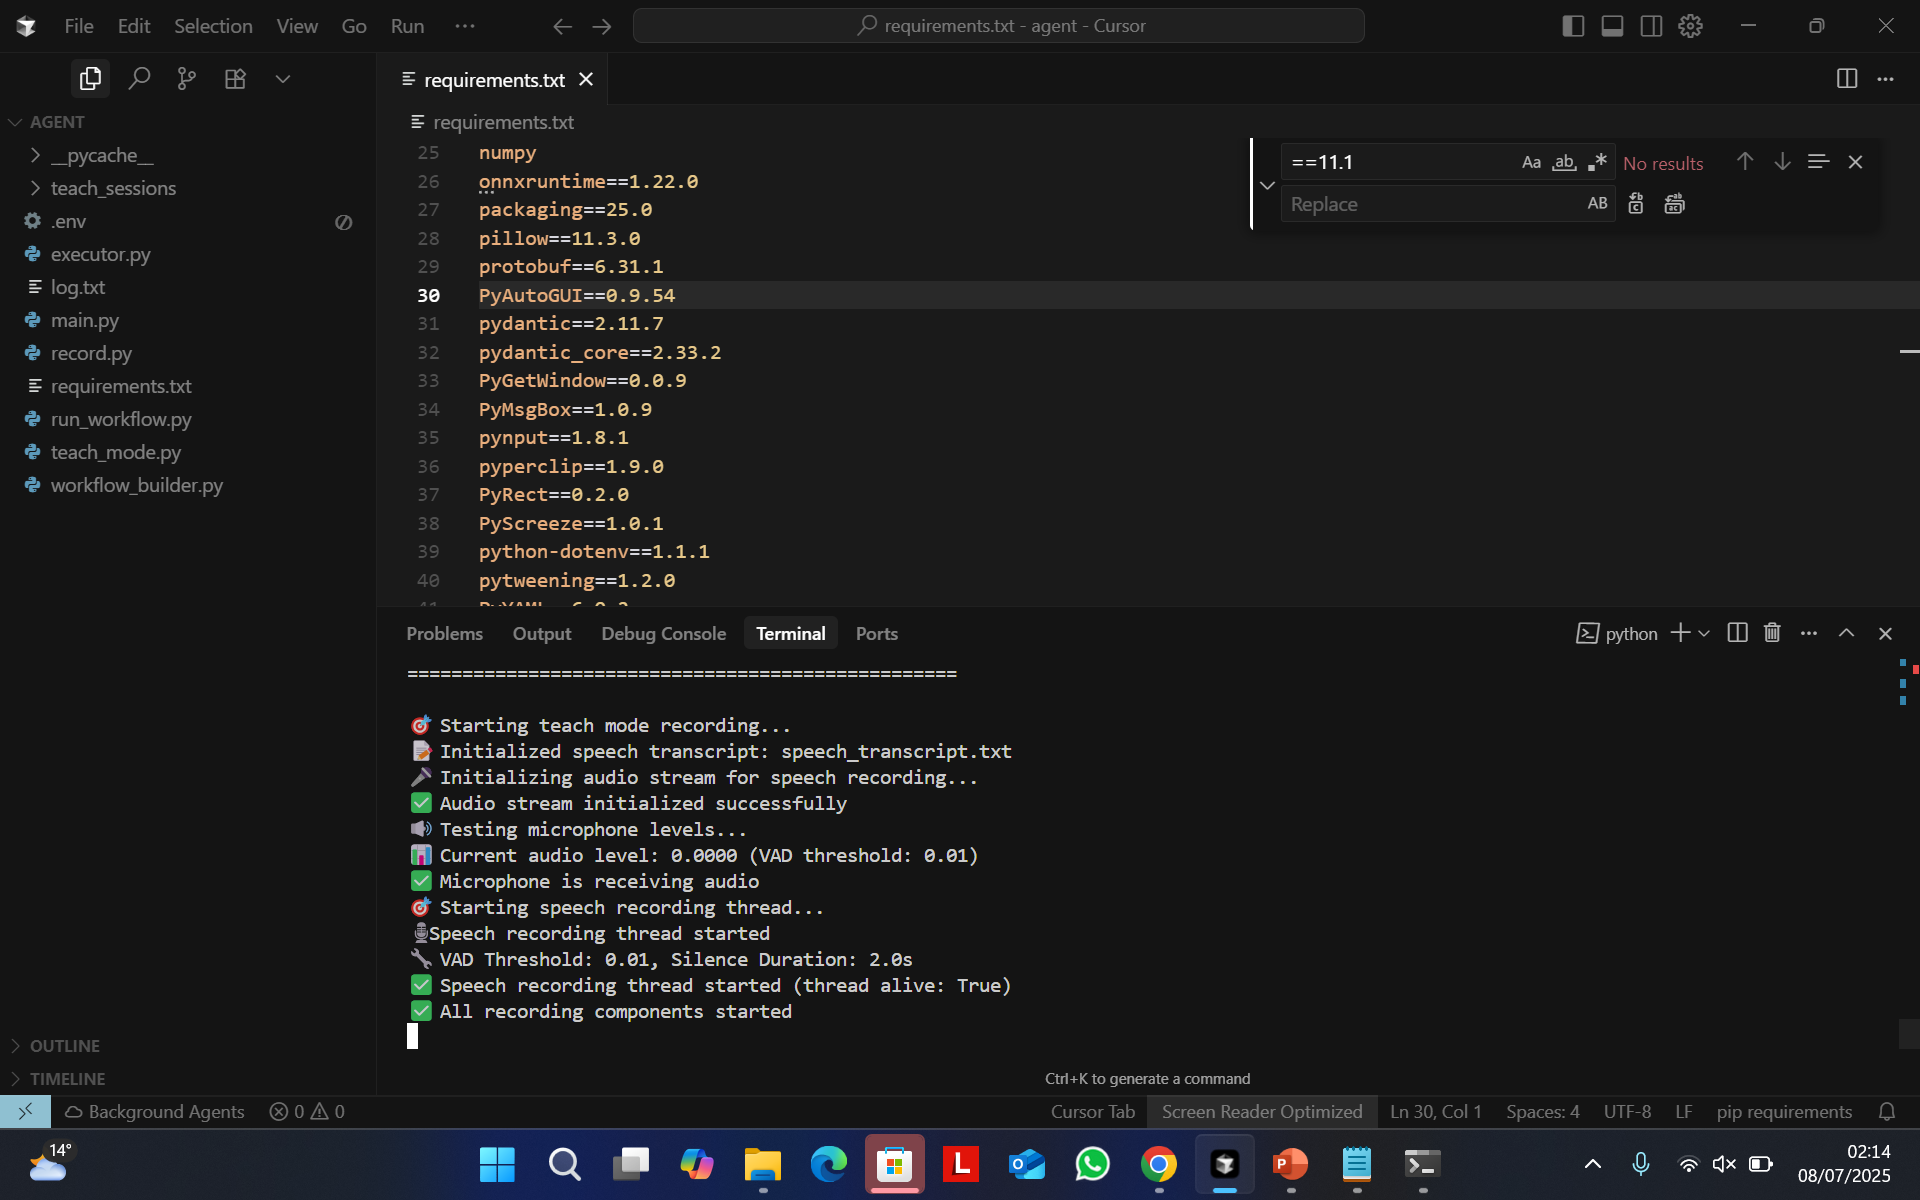 File Edit Selection View Go Run ···
requirements.txt - agent - Cursor
requirements.txt
AGENT
__pycache__
teach_sessions
.env
executor.py
log.txt
main.py
record.py
requirements.txt
run_workflow.py
teach_mode.py
workflow_builder.py
OUTLINE
TIMELINE
requirements.txt
25 numpy
26 onnxruntime==1.22.0
27 packaging==25.0
28 pillow==11.3.0
29 protobuf==6.31.1
30 PyAutoGUI==0.9.54
31 pydantic==2.11.7
32 pydantic_core==2.33.2
33 PyGetWindow==0.0.9
34 PyMsgBox==1.0.9
35 pynput==1.8.1
36 pyperclip==1.9.0
37 PyRect==0.2.0
38 PyScreeze==1.0.1
39 python-dotenv==1.1.1
40 pytweening==1.2.0
==11.1 Aa ab .* No results
Replace AB
Problems Output Debug Console Terminal Ports
python
==================================================
Starting teach mode recording...
Initialized speech transcript: speech_transcript.txt
Initializing audio stream for speech recording...
Audio stream initialized successfully
Testing microphone levels...
Current audio level: 0.0000 (VAD threshold: 0.01)
Microphone is receiving audio
Starting speech recording thread...
Speech recording thread started
VAD Threshold: 0.01, Silence Duration: 2.0s
Speech recording thread started (thread alive: True)
All recording components started
Ctrl+K to generate a command
Background Agents 0 0 Cursor Tab Screen Reader Optimized Ln 30, Col 1 Spaces: 4 UTF-8 LF pip requirements
14°
02:14
08/07/2025